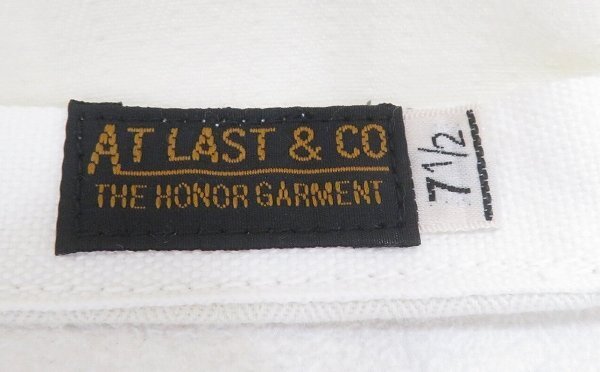 AT LAST & CO
THE HONOR GARMENT
7 1/2